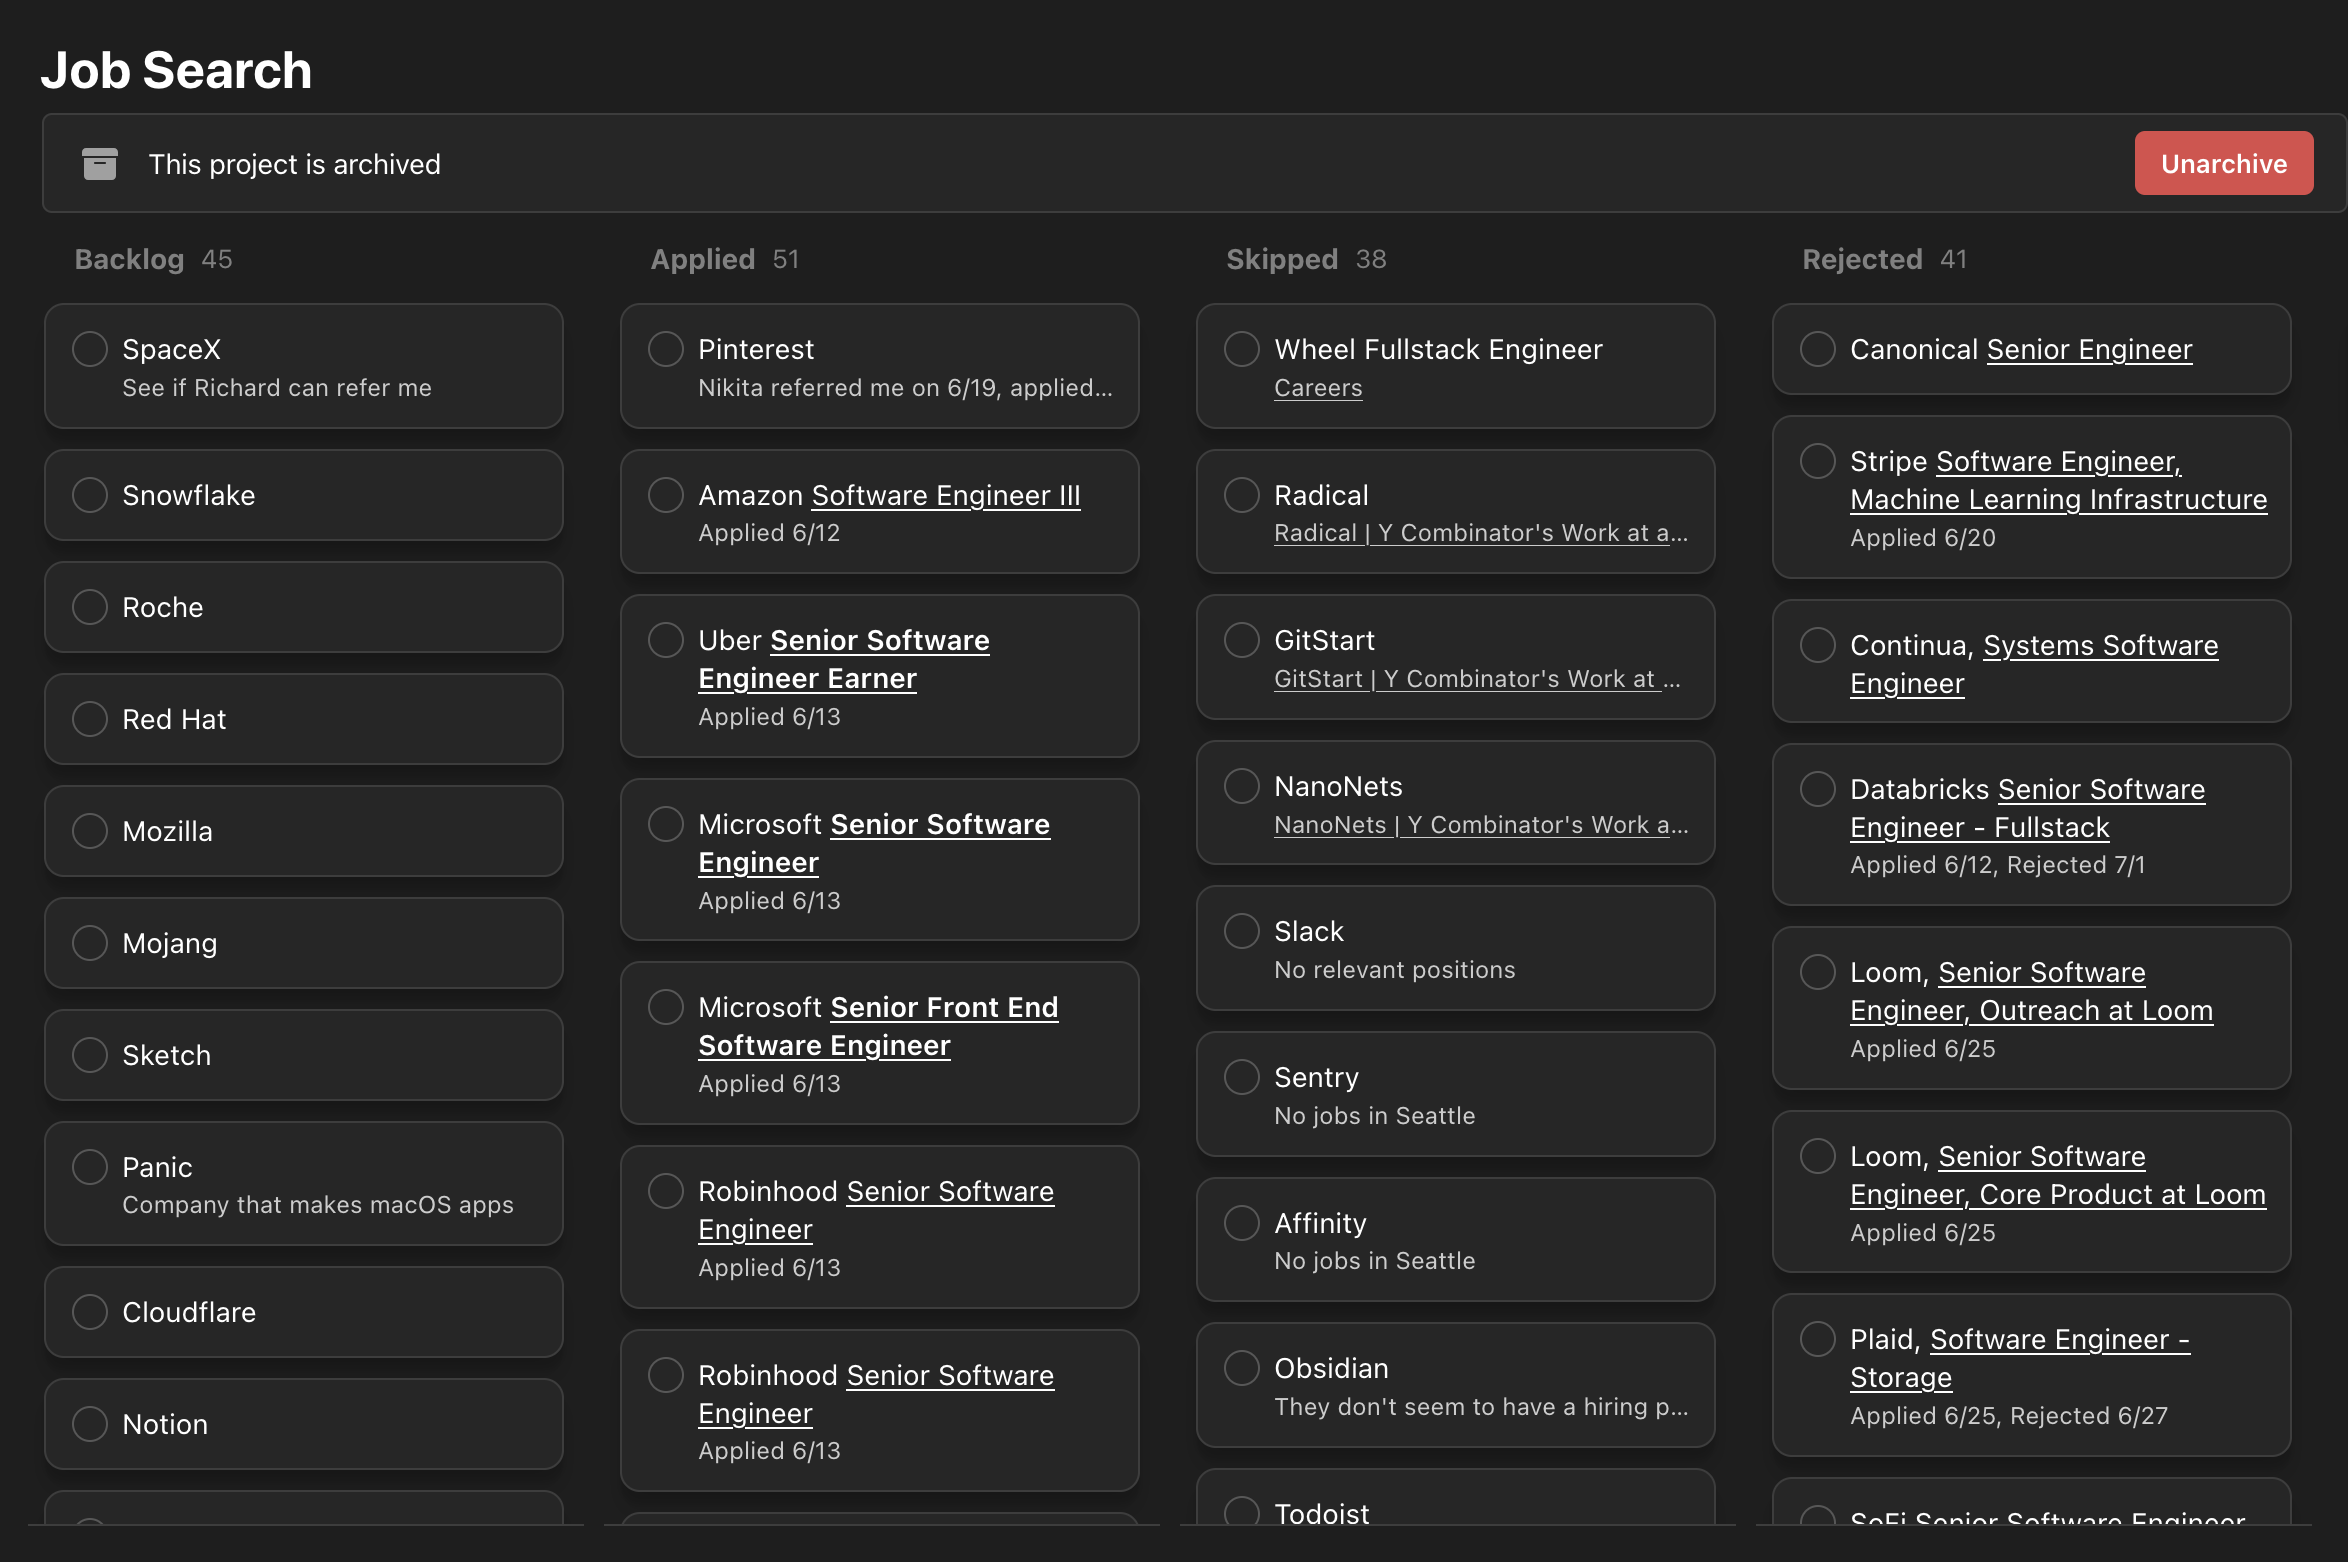 Job Search
This project is archived
Unarchive
Backlog 45
SpaceX
See if Richard can refer me
Snowflake
Roche
Red Hat
Mozilla
Mojang
Sketch
Panic
Company that makes macOS apps
Cloudflare
Notion
Applied 51
Pinterest
Nikita referred me on 6/19, applied...
Amazon Software Engineer III
Applied 6/12
Uber Senior Software
Engineer Earner
Applied 6/13
Microsoft Senior Software
Engineer
Applied 6/13
Microsoft Senior Front End
Software Engineer
Applied 6/13
Robinhood Senior Software
Engineer
Applied 6/13
Robinhood Senior Software
Engineer
Applied 6/13
Skipped 38
Wheel Fullstack Engineer
Careers
Radical
Radical | Y Combinator's Work at a...
GitStart
GitStart | Y Combinator's Work at ...
NanoNets
NanoNets | Y Combinator's Work a...
Slack
No relevant positions
Sentry
No jobs in Seattle
Affinity
No jobs in Seattle
Obsidian
They don't seem to have a hiring p...
Todoist
Rejected 41
Canonical Senior Engineer
Stripe Software Engineer,
Machine Learning Infrastructure
Applied 6/20
Continua, Systems Software
Engineer
Databricks Senior Software
Engineer - Fullstack
Applied 6/12, Rejected 7/1
Loom, Senior Software
Engineer, Outreach at Loom
Applied 6/25
Loom, Senior Software
Engineer, Core Product at Loom
Applied 6/25
Plaid, Software Engineer -
Storage
Applied 6/25, Rejected 6/27
SoFi Senior Software Engineer